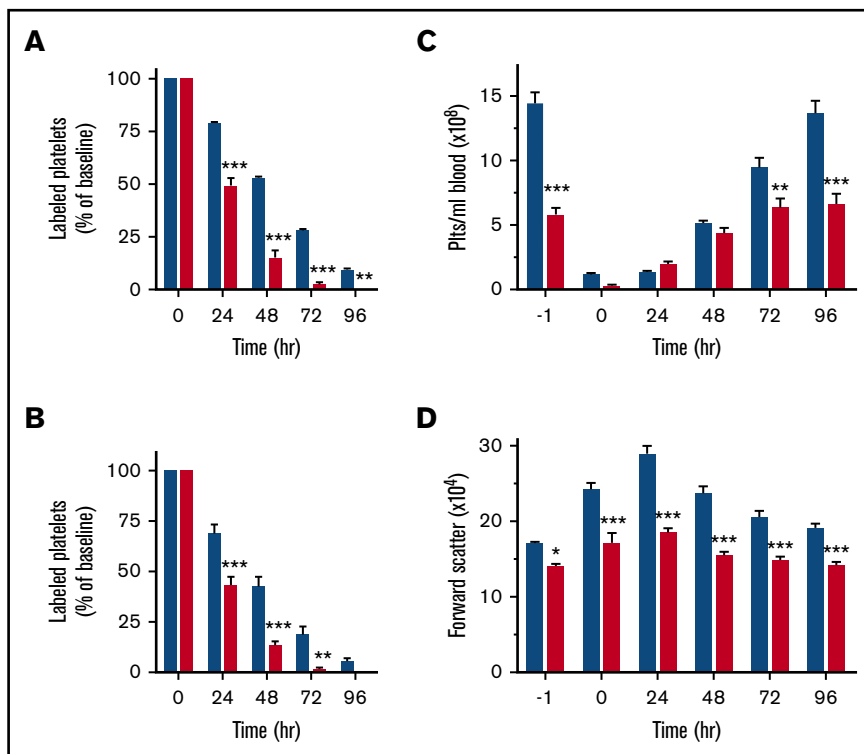 A
Labeled platelets
(% of baseline)
100
75
50
25
0
***
***
***
**
0 24 48 72 96
Time (hr)
B
Labeled platelets
(% of baseline)
100
75
50
25
0
***
***
**
0 24 48 72 96
Time (hr)
C
Plts/ml blood (x10⁸)
15
10
5
0
***
**
***
-1 0 24 48 72 96
Time (hr)
D
Forward scatter (x10⁴)
30
20
10
0
*
***
***
***
***
***
-1 0 24 48 72 96
Time (hr)